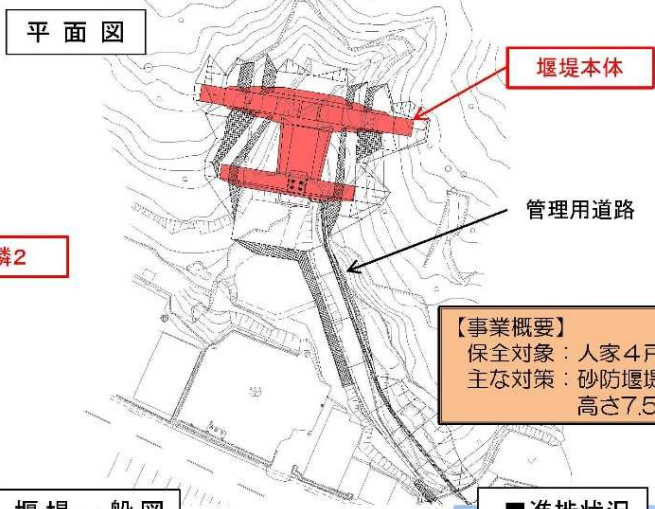 平面図
堰堤本体
管理用道路
隣2
【事業概要】
保全対象：人家4戸
主な対策：砂防堰堤
高さ7.5
堰堤一般図
■進捗状況